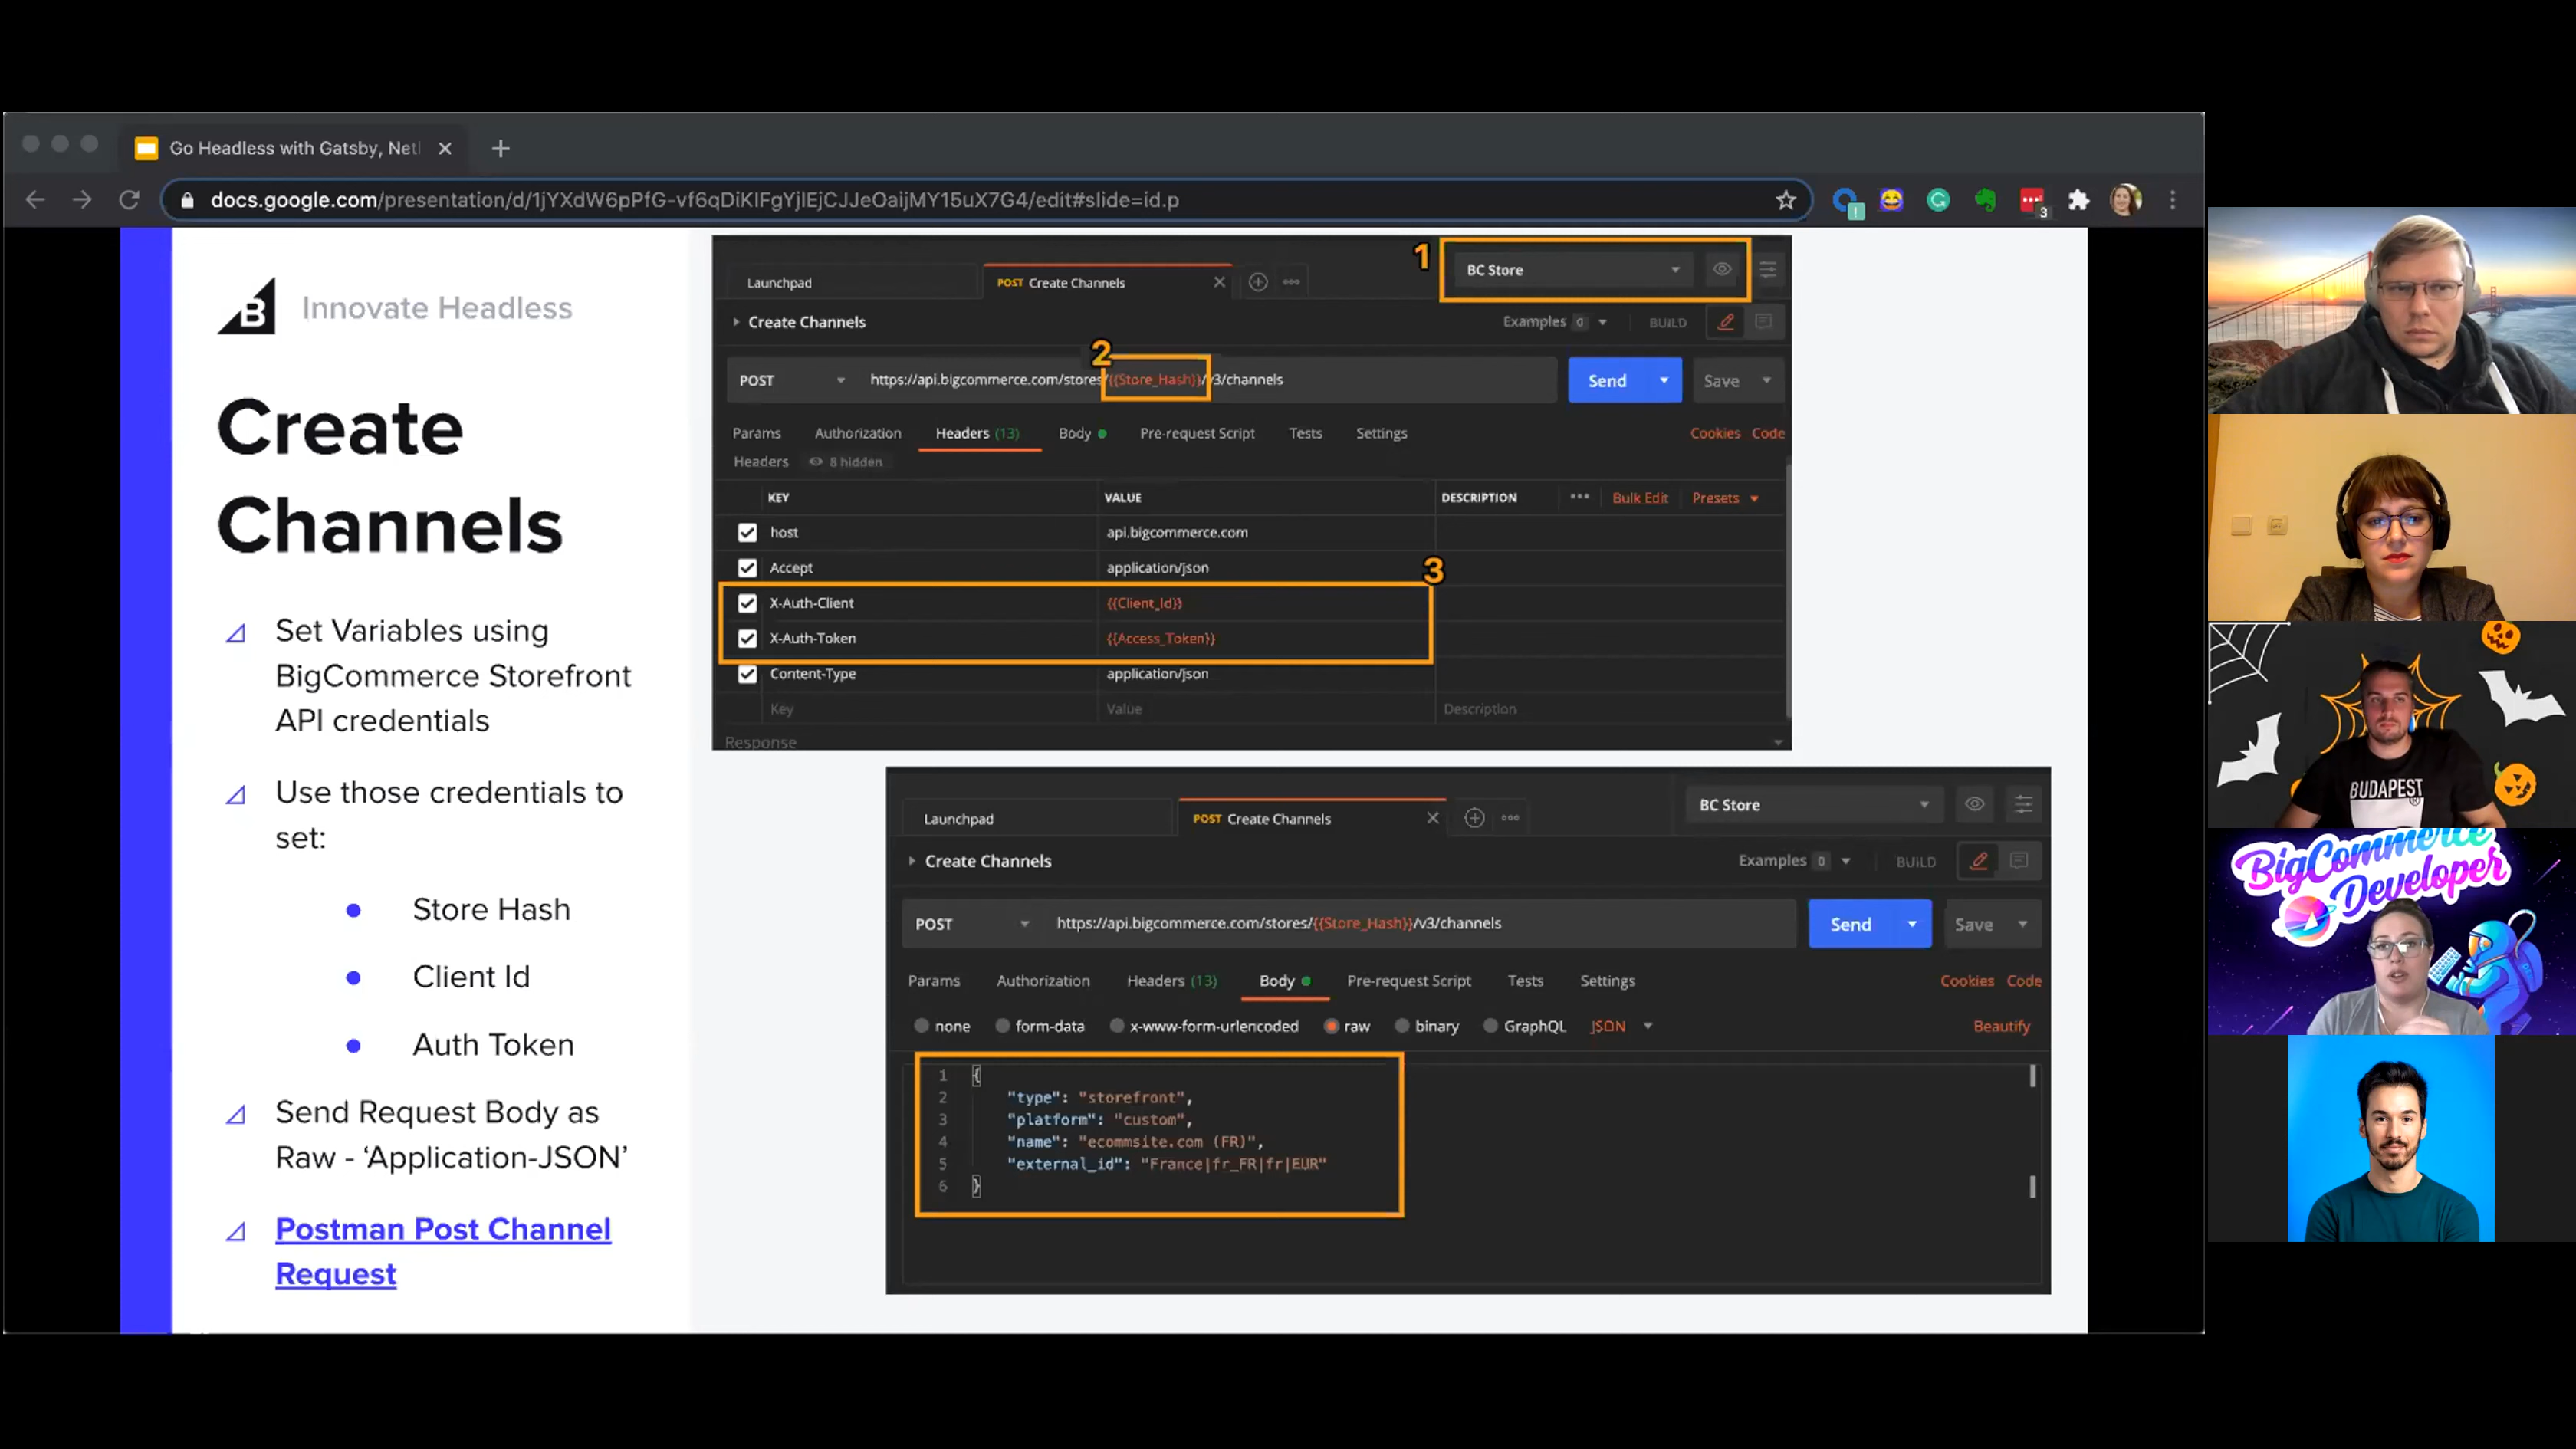 Go Headless with Gatsby, Netl
docs.google.com/presentation/d/1jYXdW6pPfG-vf6qDiKIFgYjlEjCJJeOaijMY15uX7G4/edit#slide=id.p
3
B
Innovate Headless
Create
Channels
Set Variables using
BigCommerce Storefront
API credentials
Use those credentials to
set:
Store Hash
Client Id
Auth Token
Send Request Body as
Raw - ‘Application-JSON’
Postman Post Channel
Request
1
Launchpad
POST Create Channels
BC Store
Create Channels
Examples 0
BUILD
2
POST
https://api.bigcommerce.com/stores/{{Store_Hash}}/v3/channels
Send
Save
Params Authorization Headers (13) Body Pre-request Script Tests Settings
Cookies Code
Headers 8 hidden
KEY VALUE DESCRIPTION
Bulk Edit Presets
host api.bigcommerce.com
Accept application/json
3
X-Auth-Client {{Client_Id}}
X-Auth-Token {{Access_Token}}
Content-Type application/json
Key Value Description
Response
Launchpad
POST Create Channels
BC Store
Create Channels
Examples 0
BUILD
POST
https://api.bigcommerce.com/stores/{{Store_Hash}}/v3/channels
Send
Save
Params Authorization Headers (13) Body Pre-request Script Tests Settings
Cookies Code
none form-data x-www-form-urlencoded raw binary GraphQL JSON
Beautify
1 {
2 "type": "storefront",
3 "platform": "custom",
4 "name": "ecommsite.com (FR)",
5 "external_id": "France|fr_FR|fr|EUR"
6 }
BUDAPEST
BigCommerce
Developer